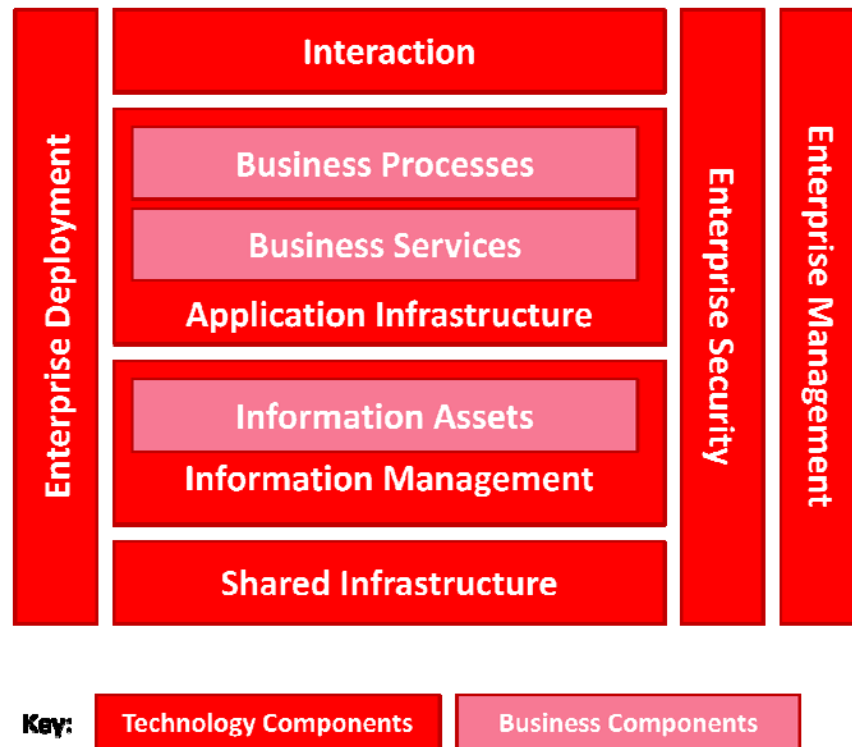 Enterprise Deployment
Interaction
Business Processes
Business Services
Application Infrastructure
Information Assets
Information Management
Shared Infrastructure
Enterprise Security
Enterprise Management
Key:
Technology Components
Business Components